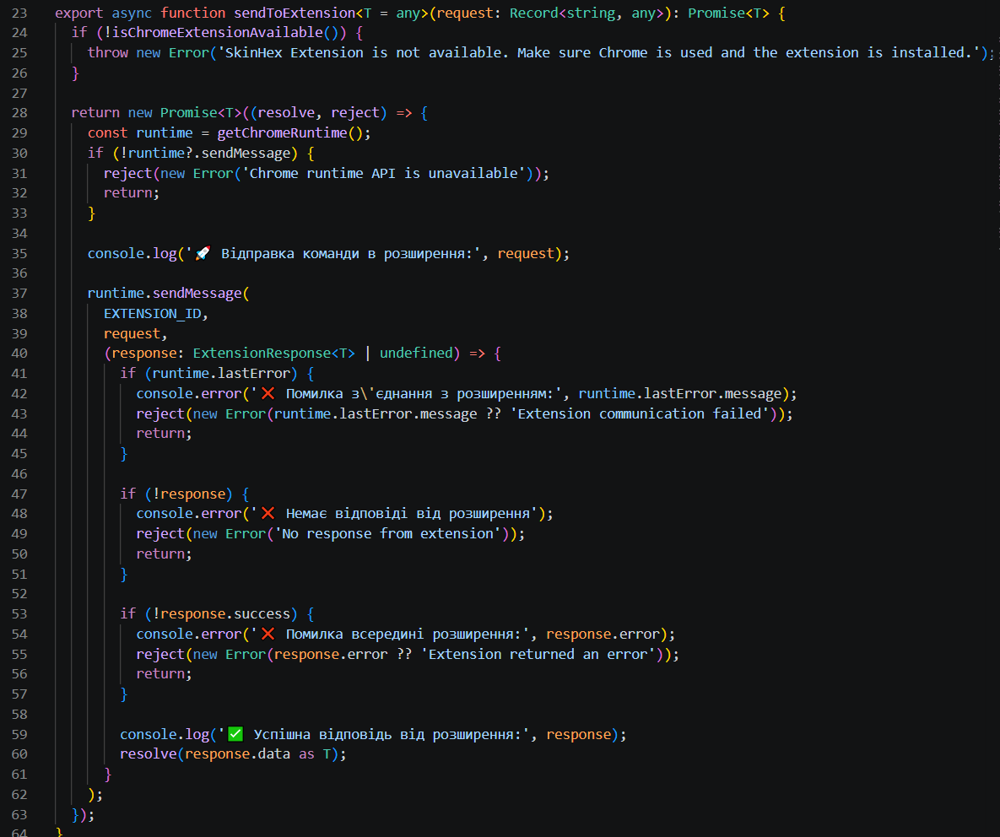 23 export async function sendToExtension<T = any>(request: Record<string, any>): Promise<T> {
24 if (!isChromeExtensionAvailable()) {
25 throw new Error('SkinHex Extension is not available. Make sure Chrome is used and the extension is installed.');
26 }
27
28 return new Promise<T>((resolve, reject) => {
29 const runtime = getChromeRuntime();
30 if (!runtime?.sendMessage) {
31 reject(new Error('Chrome runtime API is unavailable'));
32 return;
33 }
34
35 console.log('🚀 Відправка команди в розширення:', request);
36
37 runtime.sendMessage(
38 EXTENSION_ID,
39 request,
40 (response: ExtensionResponse<T> | undefined) => {
41 if (runtime.lastError) {
42 console.error('❌ Помилка з\'єднання з розширенням:', runtime.lastError.message);
43 reject(new Error(runtime.lastError.message ?? 'Extension communication failed'));
44 return;
45 }
46
47 if (!response) {
48 console.error('❌ Немає відповіді від розширення');
49 reject(new Error('No response from extension'));
50 return;
51 }
52
53 if (!response.success) {
54 console.error('❌ Помилка всередині розширення:', response.error);
55 reject(new Error(response.error ?? 'Extension returned an error'));
56 return;
57 }
58
59 console.log('✅ Успішна відповідь від розширення:', response);
60 resolve(response.data as T);
61 }
62 );
63 });
64 }